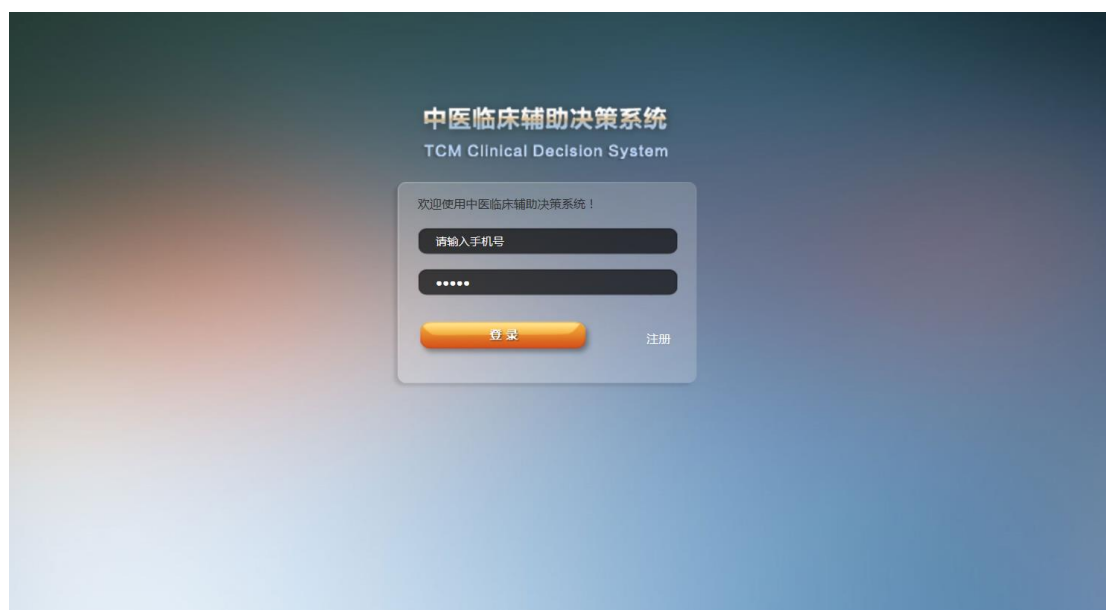 中医临床辅助决策系统
TCM Clinical Decision System
欢迎使用中医临床辅助决策系统！
请输入手机号
•••••
登录 注册